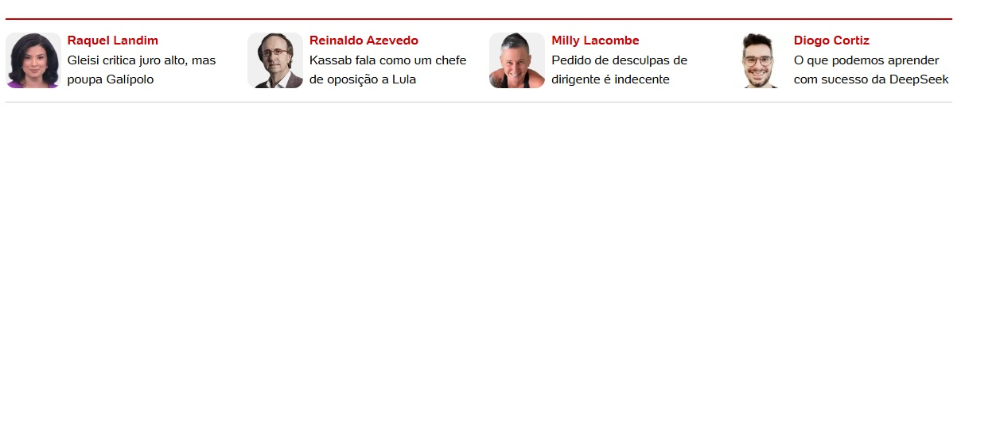 Raquel Landim
Gleisi critica juro alto, mas
poupa Galípolo
Reinaldo Azevedo
Kassab fala como um chefe
de oposição a Lula
Milly Lacombe
Pedido de desculpas de
dirigente é indecente
Diogo Cortiz
O que podemos aprender
com sucesso da DeepSeek